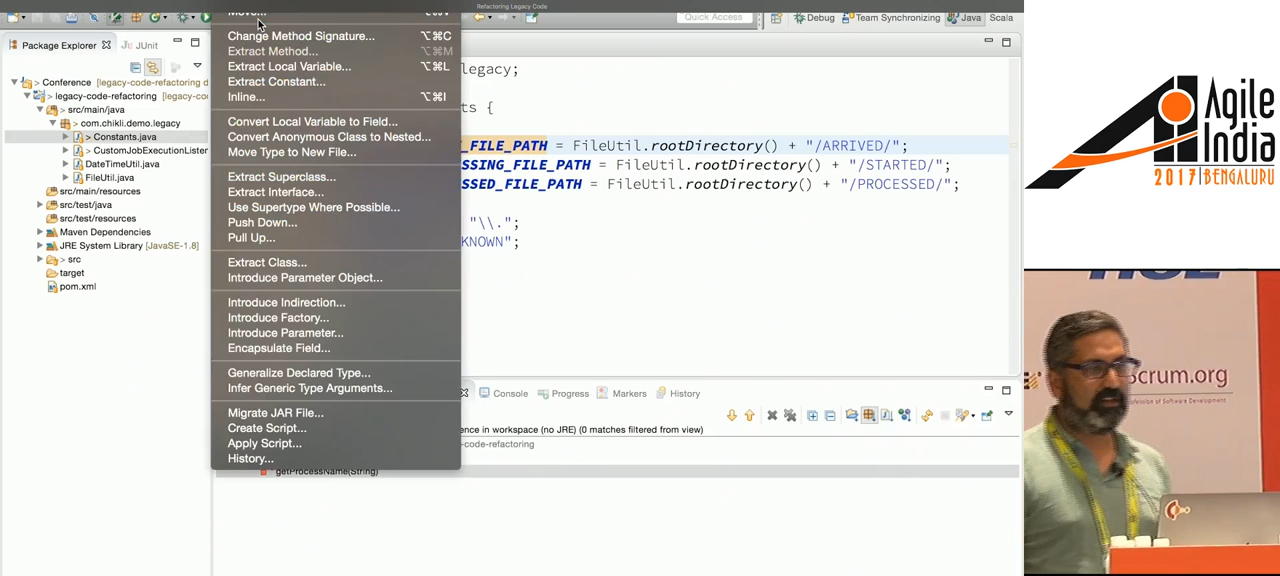 Refactoring Legacy Code
Move...
Quick Access
Debug
Team Synchronizing
Java
Scala
Package Explorer
JUnit
Conference [legacy-code-refactoring d
> legacy-code-refactoring [legacy-co
> src/main/java
> com.chikli.demo.legacy
> Constants.java
> CustomJobExecutionListen
DateTimeUtil.java
FileUtil.java
src/main/resources
> src/test/java
src/test/resources
Maven Dependencies
JRE System Library [JavaSE-1.8]
> src
target
pom.xml
Change Method Signature... ⌥⌘C
Extract Method... ⌥⌘M
Extract Local Variable... ⌥⌘L
Extract Constant...
Inline... ⌥⌘I
Convert Local Variable to Field...
Convert Anonymous Class to Nested...
Move Type to New File...
Extract Superclass...
Extract Interface...
Use Supertype Where Possible...
Push Down...
Pull Up...
Extract Class...
Introduce Parameter Object...
Introduce Indirection...
Introduce Factory...
Introduce Parameter...
Encapsulate Field...
Generalize Declared Type...
Infer Generic Type Arguments...
Migrate JAR File...
Create Script...
Apply Script...
History...
legacy;
ts {
_FILE_PATH = FileUtil.rootDirectory() + "/ARRIVED/";
SSING_FILE_PATH = FileUtil.rootDirectory() + "/STARTED/";
SSED_FILE_PATH = FileUtil.rootDirectory() + "/PROCESSED/";
"\\.";
KNOWN";
Console
Progress
Markers
History
ence in workspace (no JRE) (0 matches filtered from view)
-code-refactoring
getProcessName(String)
Agile
India
2017 BENGALURU
Scrum.org